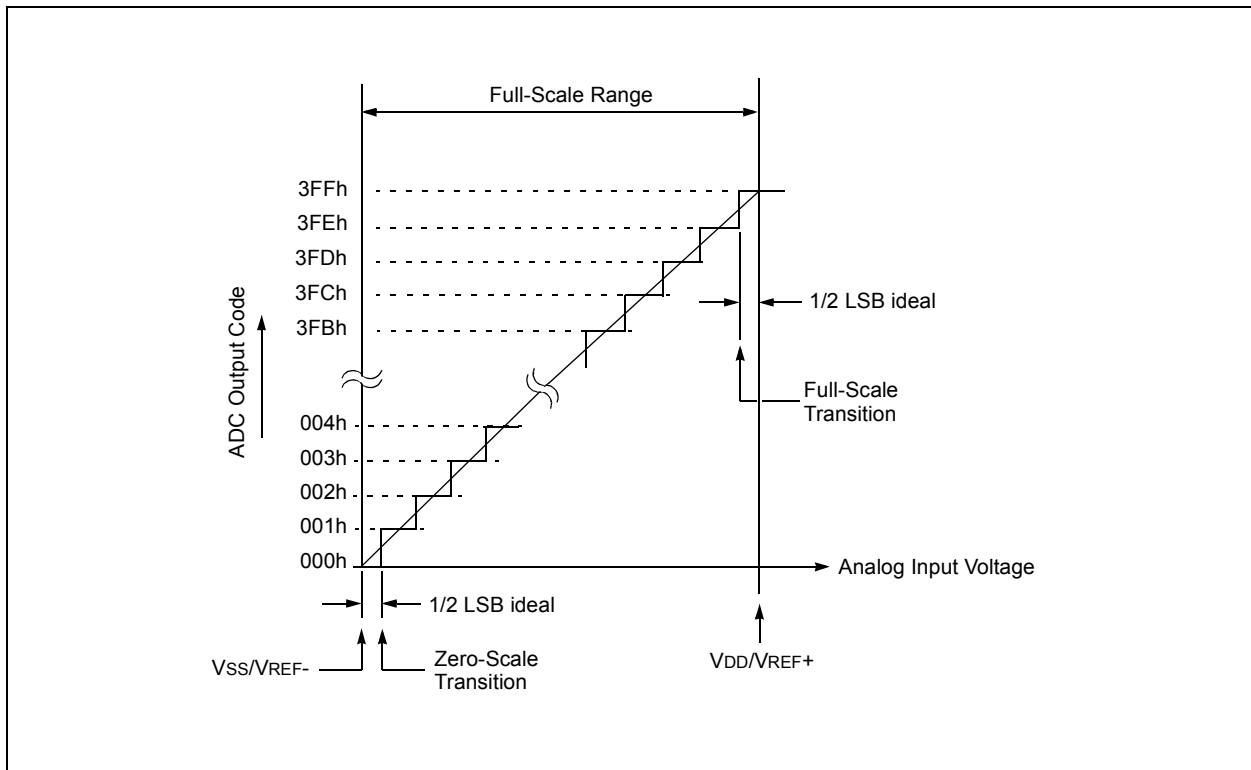 Full-Scale Range
3FFh
3FEh
3FDh
3FCh
3FBh
1/2 LSB ideal
ADC Output Code
Full-Scale
Transition
004h
003h
002h
001h
000h
Analog Input Voltage
1/2 LSB ideal
VSS/VREF-
Zero-Scale
Transition
VDD/VREF+